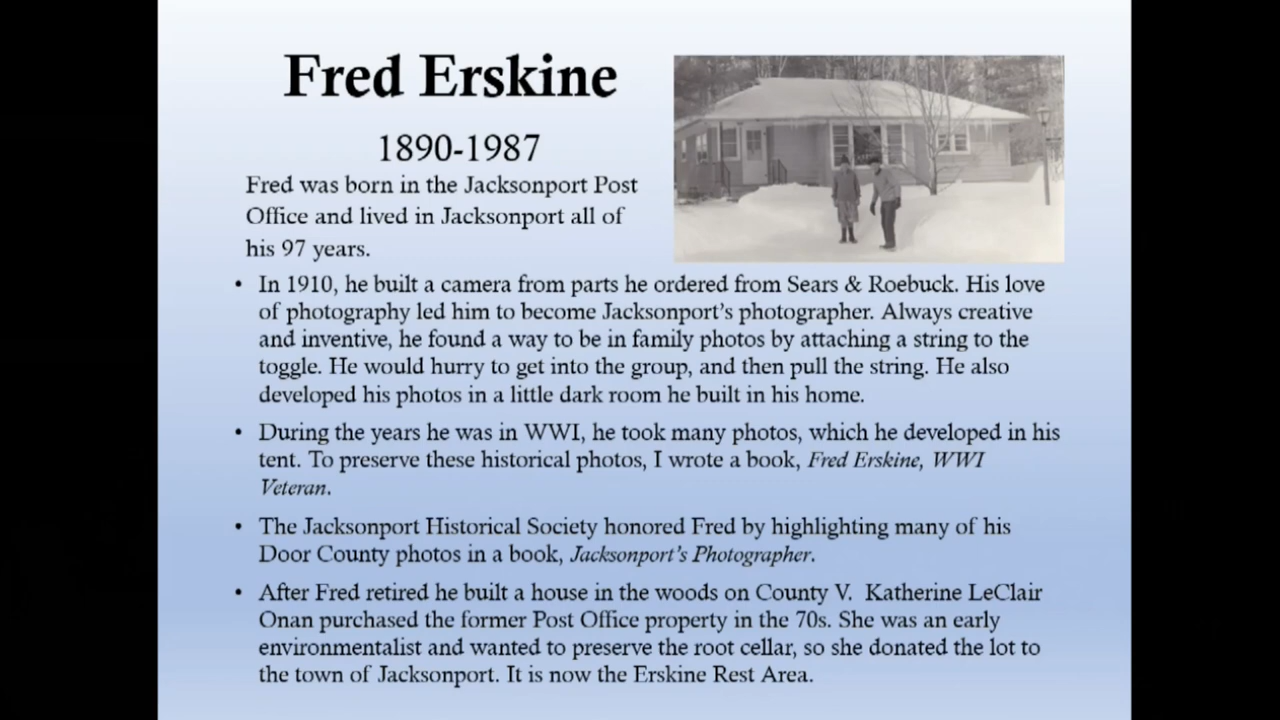 Fred Erskine
1890-1987
Fred was born in the Jacksonport Post
Office and lived in Jacksonport all of
his 97 years.
• In 1910, he built a camera from parts he ordered from Sears & Roebuck. His love
of photography led him to become Jacksonport's photographer. Always creative
and inventive, he found a way to be in family photos by attaching a string to the
toggle. He would hurry to get into the group, and then pull the string. He also
developed his photos in a little dark room he built in his home.
• During the years he was in WWI, he took many photos, which he developed in his
tent. To preserve these historical photos, I wrote a book, Fred Erskine, WWI
Veteran.
• The Jacksonport Historical Society honored Fred by highlighting many of his
Door County photos in a book, Jacksonport's Photographer.
• After Fred retired he built a house in the woods on County V. Katherine LeClair
Onan purchased the former Post Office property in the 70s. She was an early
environmentalist and wanted to preserve the root cellar, so she donated the lot to
the town of Jacksonport. It is now the Erskine Rest Area.